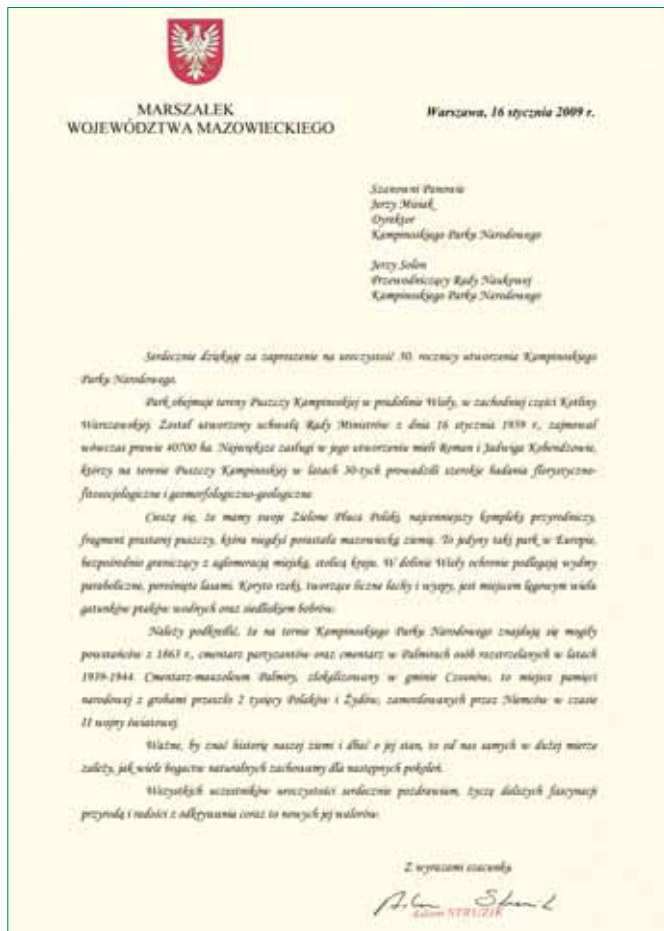 MARSZAŁEK
WOJEWÓDZTWA MAZOWIECKIEGO
Warszawa, 16 stycznia 2009 r.
Szanowni Panowie
Jerzy Misiak
Dyrektor
Kampinoskiego Parku Narodowego
Jerzy Solon
Przewodniczący Rady Naukowej
Kampinoskiego Parku Narodowego
Serdecznie dziękuję za zaproszenie na uroczystość 50. rocznicy utworzenia Kampinoskiego
Parku Narodowego.
Park obejmuje tereny Puszczy Kampinoskiej w pradolinie Wisły, w zachodniej części Kotliny
Warszawskiej. Został utworzony uchwałą Rady Ministrów z dnia 16 stycznia 1959 r., zajmował
wówczas prawie 40700 ha. Największe zasługi w jego utworzeniu mieli Roman i Jadwiga Kobendzowie,
którzy na terenie Puszczy Kampinoskiej w latach 30-tych prowadzili szerokie badania florystyczno-
fitosocjologiczne i geomorfologiczno-geologiczne.
Cieszę się, że mamy swoje Zielone Płuca Polski, najcenniejszy kompleks przyrodniczy,
fragment prastarej puszczy, która niegdyś porastała mazowiecką ziemię. To jedyny taki park w Europie,
bezpośrednio graniczący z aglomeracją miejską, stolicą kraju. W dolinie Wisły ochronie podlegają wydmy
paraboliczne, porośnięte lasami. Koryto rzeki, tworzące liczne łachy i wyspy, jest miejscem lęgowym wielu
gatunków ptaków wodnych oraz siedliskiem bobrów.
Należy podkreślić, że na ternie Kampinoskiego Parku Narodowego znajdują się mogiły
powstańców z 1863 r., cmentarz partyzantów oraz cmentarz w Palmirach osób rozstrzelanych w latach
1939-1944. Cmentarz-mauzoleum Palmiry, zlokalizowany w gminie Czosnów, to miejsce pamięci
narodowej z grobami przeszło 2 tysięcy Polaków i Żydów, zamordowanych przez Niemców w czasie
II wojny światowej.
Ważne, by znać historię naszej ziemi i dbać o jej stan, to od nas samych w dużej mierze
zależy, jak wiele bogactw naturalnych zachowamy dla następnych pokoleń.
Wszystkich uczestników uroczystości serdecznie pozdrawiam, życzę dalszych fascynacji
przyrodą i radości z odkrywania coraz to nowych jej walorów.
Z wyrazami szacunku
Adam Struzik
Adam STRUZIK